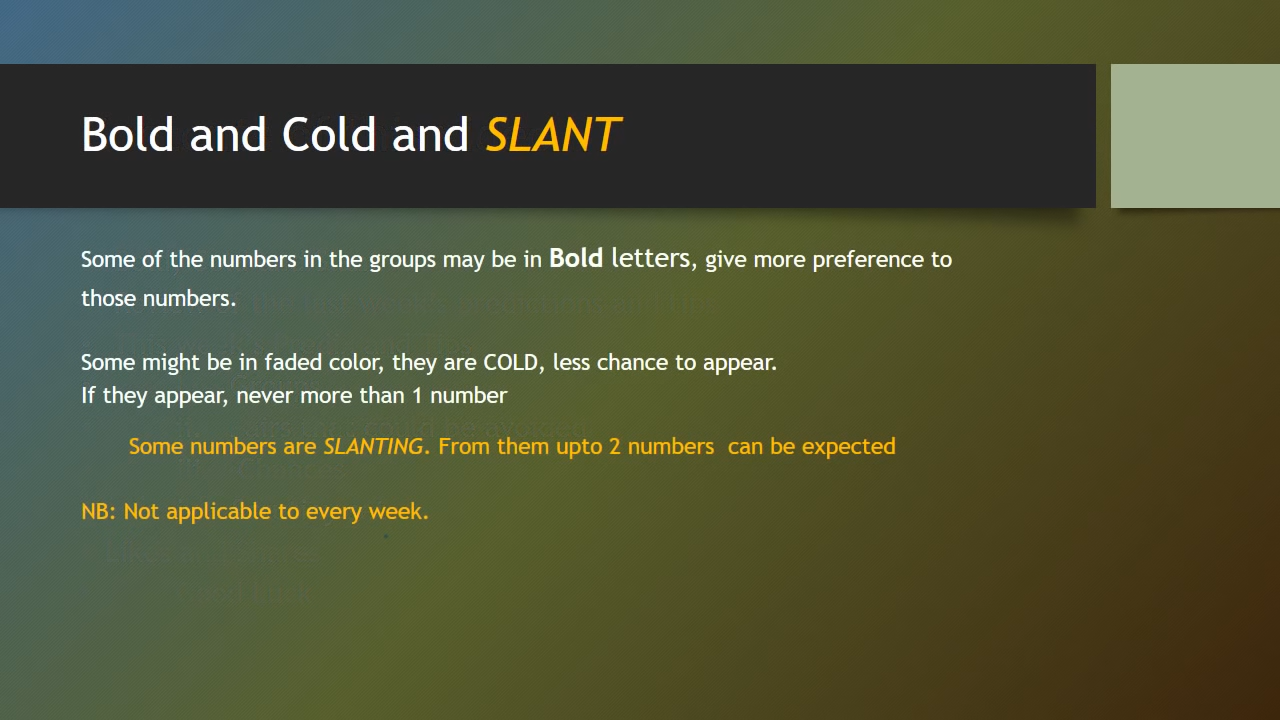 Bold and Cold and SLANT
Some of the numbers in the groups may be in Bold letters, give more preference to
those numbers.
Some might be in faded color, they are COLD, less chance to appear.
If they appear, never more than 1 number
Some numbers are SLANTING. From them upto 2 numbers  can be expected
NB: Not applicable to every week.